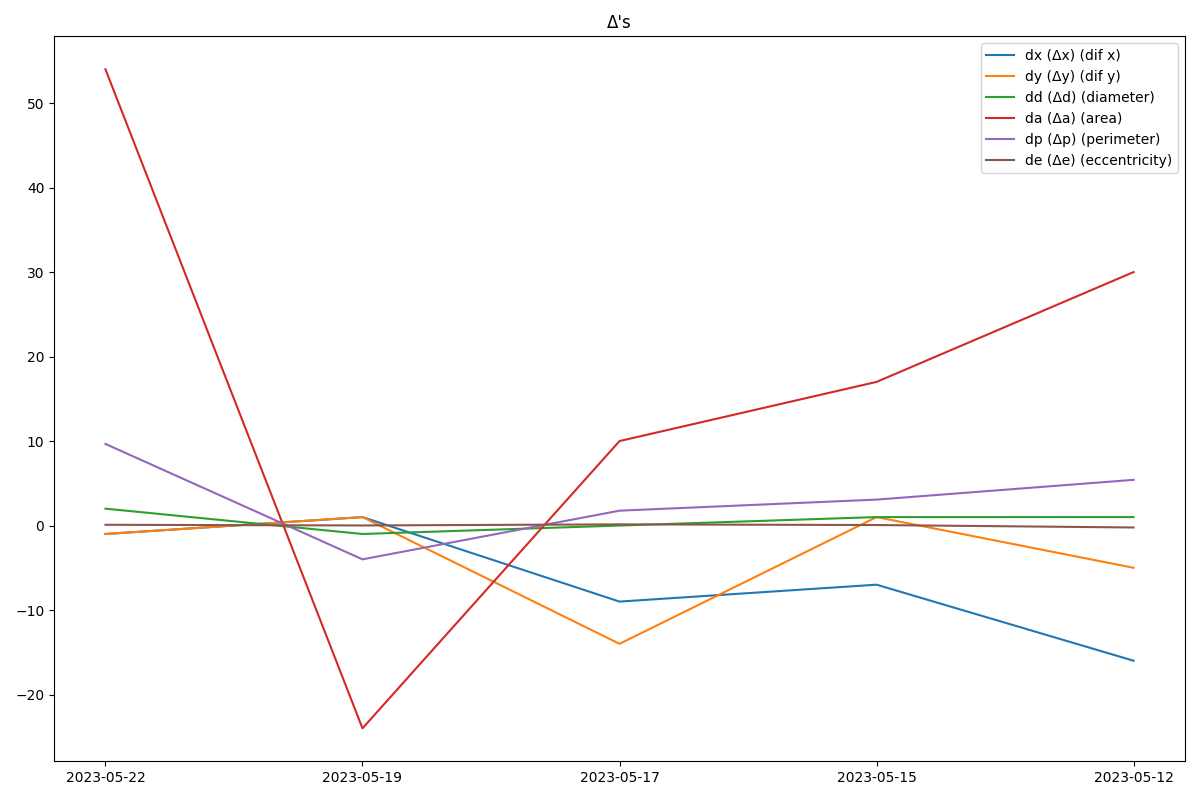 Δ's
dx (Δx) (dif x)
dy (Δy) (dif y)
dd (Δd) (diameter)
da (Δa) (area)
dp (Δp) (perimeter)
de (Δe) (eccentricity)
50
40
30
20
10
0
−10
−20
2023-05-22 2023-05-19 2023-05-17 2023-05-15 2023-05-12